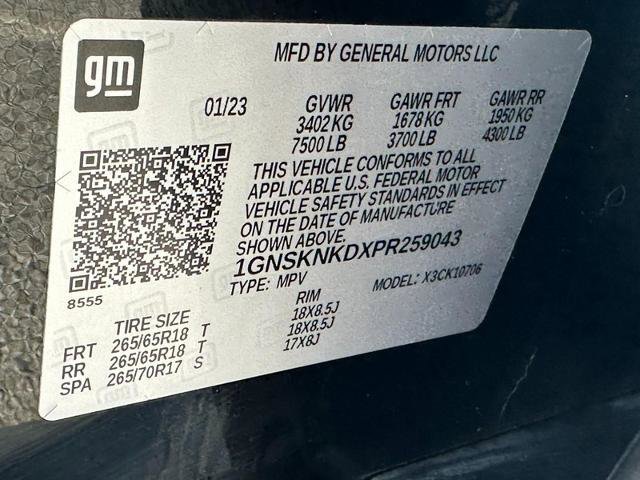 gm
MFD BY GENERAL MOTORS LLC
01/23
GVWR GAWR FRT GAWR RR
3402 KG 1678 KG 1950 KG
7500 LB 3700 LB 4300 LB
THIS VEHICLE CONFORMS TO ALL
APPLICABLE U.S. FEDERAL MOTOR
VEHICLE SAFETY STANDARDS IN EFFECT
ON THE DATE OF MANUFACTURE
SHOWN ABOVE.
1GNSKNKDXPR259043
TYPE: MPV MODEL: X3CK10706
8555
TIRE SIZE RIM
FRT 265/65R18 T 18X8.5J
RR 265/65R18 T 18X8.5J
SPA 265/70R17 S 17X8J